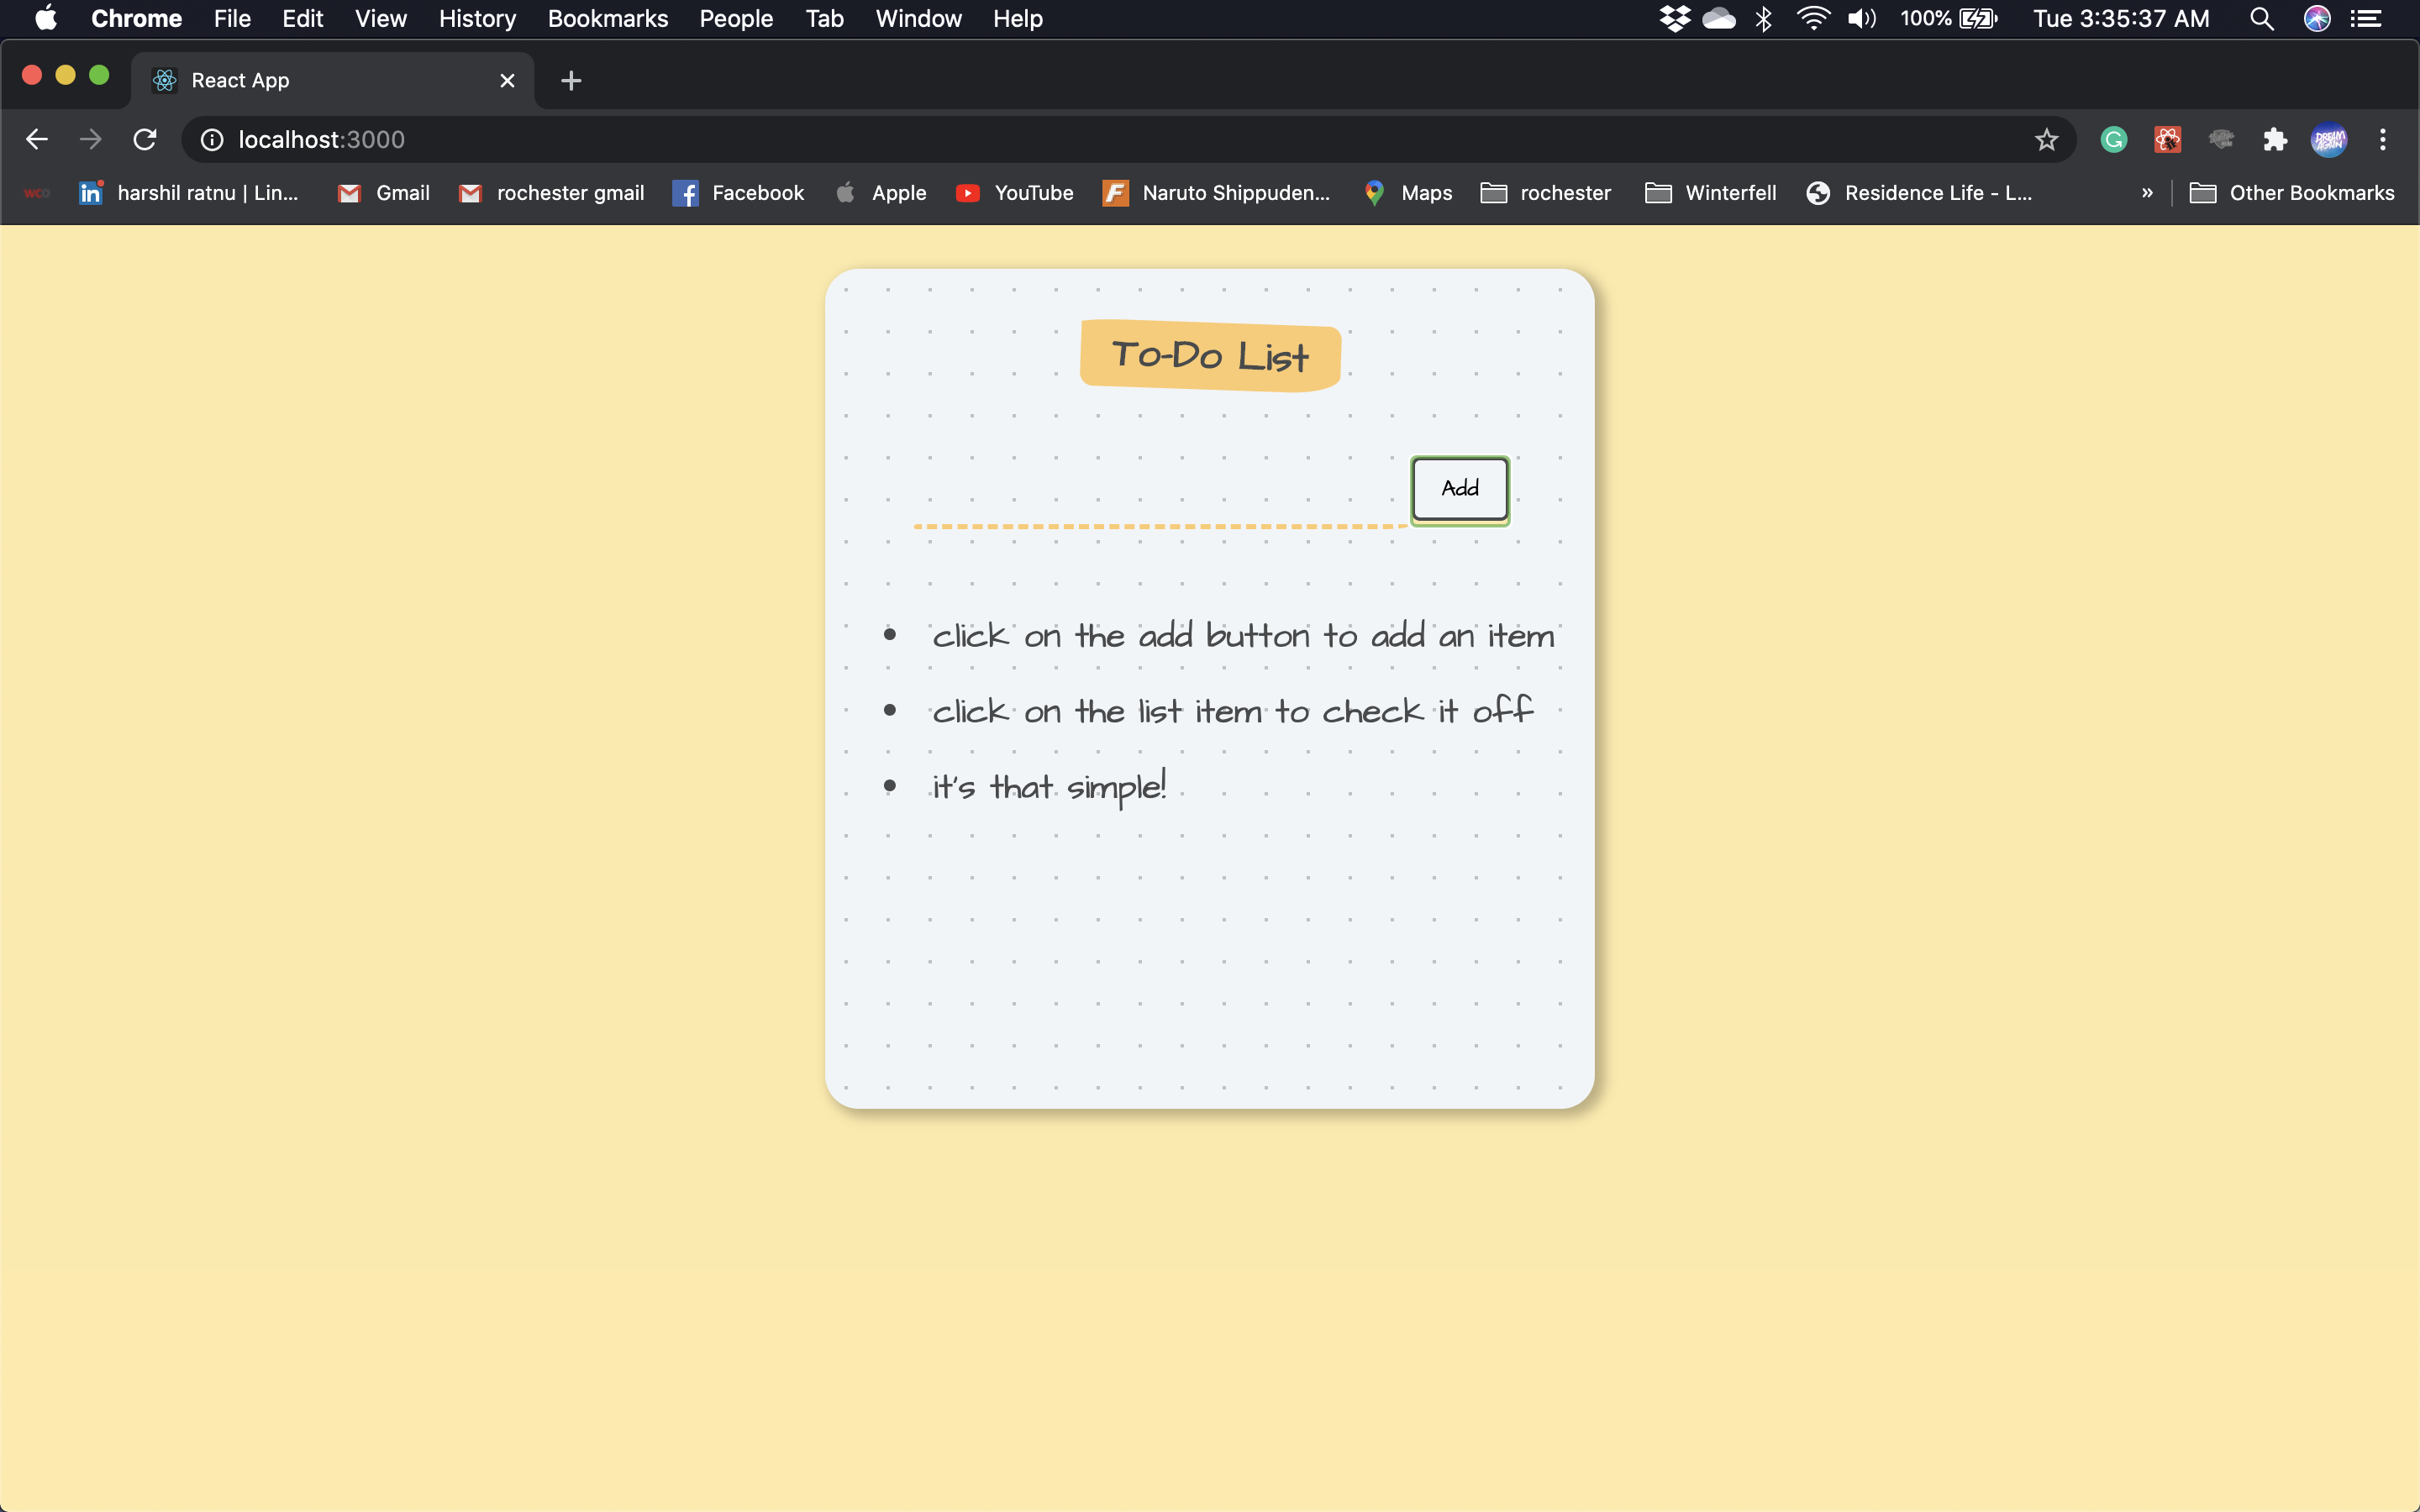 Chrome File Edit View History Bookmarks People Tab Window Help 100% Tue 3:35:37 AM
React App
localhost:3000
wco harshil ratnu | Lin... Gmail rochester gmail Facebook Apple YouTube Naruto Shippuden... Maps rochester Winterfell Residence Life - L... » Other Bookmarks
To-Do List
Add
click on the add button to add an item
click on the list item to check it off
it's that simple!